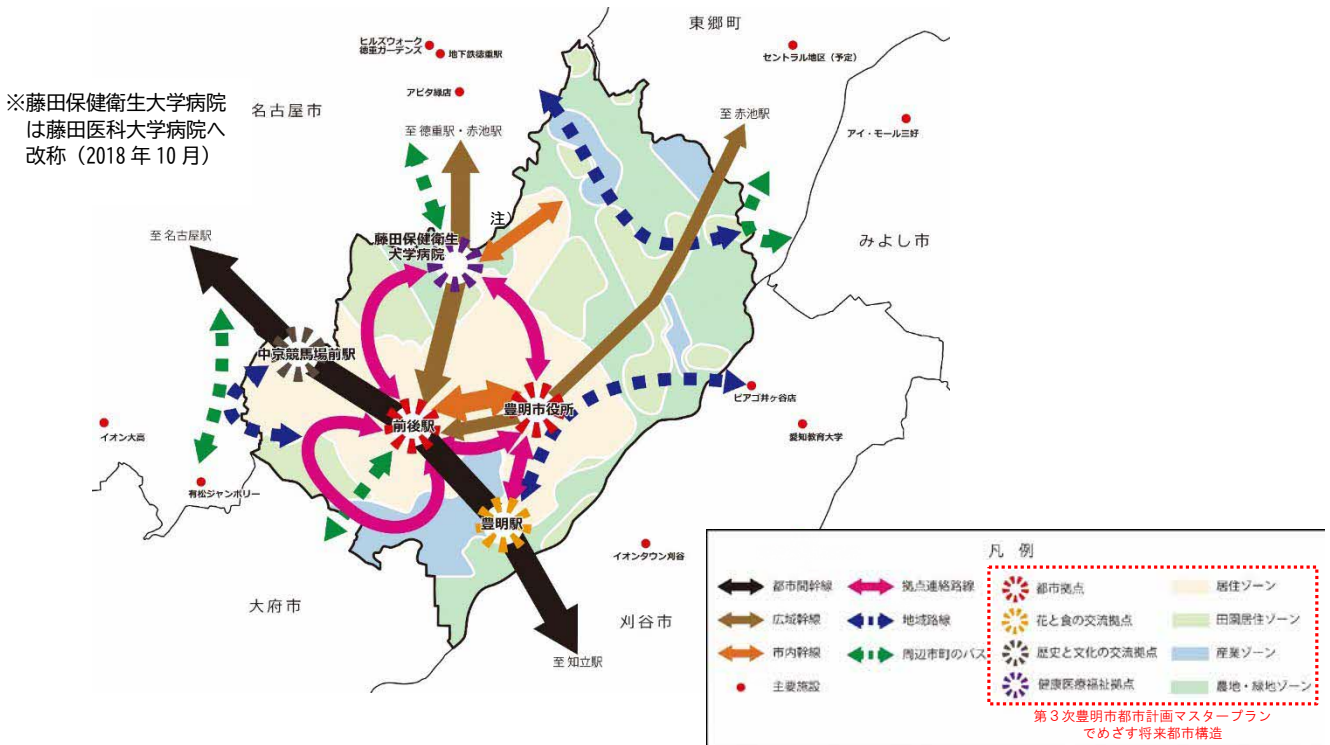 東郷町
ヒルズウォーク
徳重ガーデンズ
地下鉄徳重駅
セントラル地区（予定）
※藤田保健衛生大学病院
は藤田医科大学病院へ
改称（2018年10月）
名古屋市
アピタ緑店
至 赤池駅
至 徳重駅・赤池駅
アイ・モール三好
注）
至 名古屋駅
藤田保健衛生
大学病院
みよし市
中京競馬場前駅
ピアゴ井ヶ谷店
豊明市役所
前後駅
イオン大高
愛知教育大学
有松ジャンボリー
豊明駅
イオンタウン刈谷
大府市
刈谷市
至 知立駅
凡 例
都市間幹線
拠点連絡路線
都市拠点
居住ゾーン
広域幹線
地域路線
花と食の交流拠点
田園居住ゾーン
市内幹線
周辺市町のバス
歴史と文化の交流拠点
産業ゾーン
主要施設
健康医療福祉拠点
農地・緑地ゾーン
第３次豊明市都市計画マスタープラン
でめざす将来都市構造